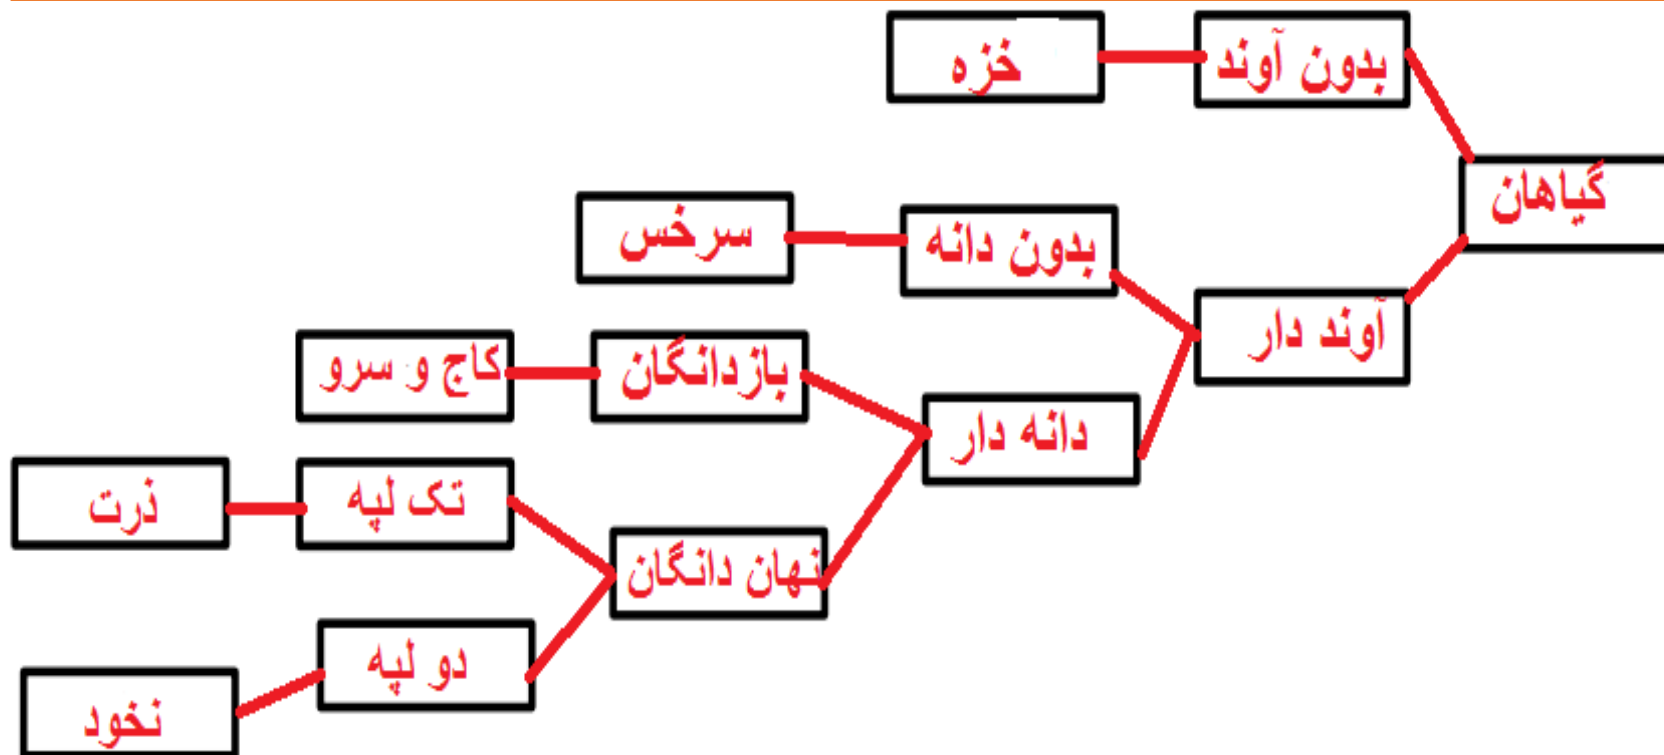 بدون آوند
خزه
گیاهان
بدون دانه
سرخس
آوند دار
بازدانگان
کاج و سرو
دانه دار
تک لپه
ذرت
نهان دانگان
دو لپه
نخود